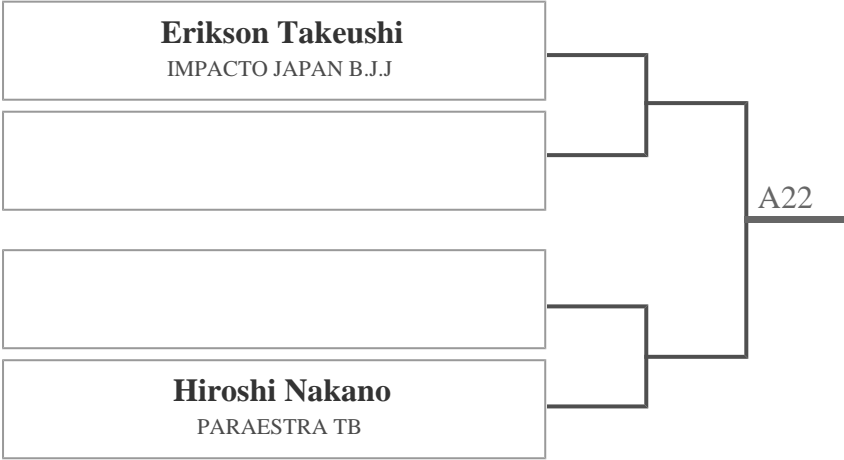 Erikson Takeushi
IMPACTO JAPAN B.J.J
A22
Hiroshi Nakano
PARAESTRA TB